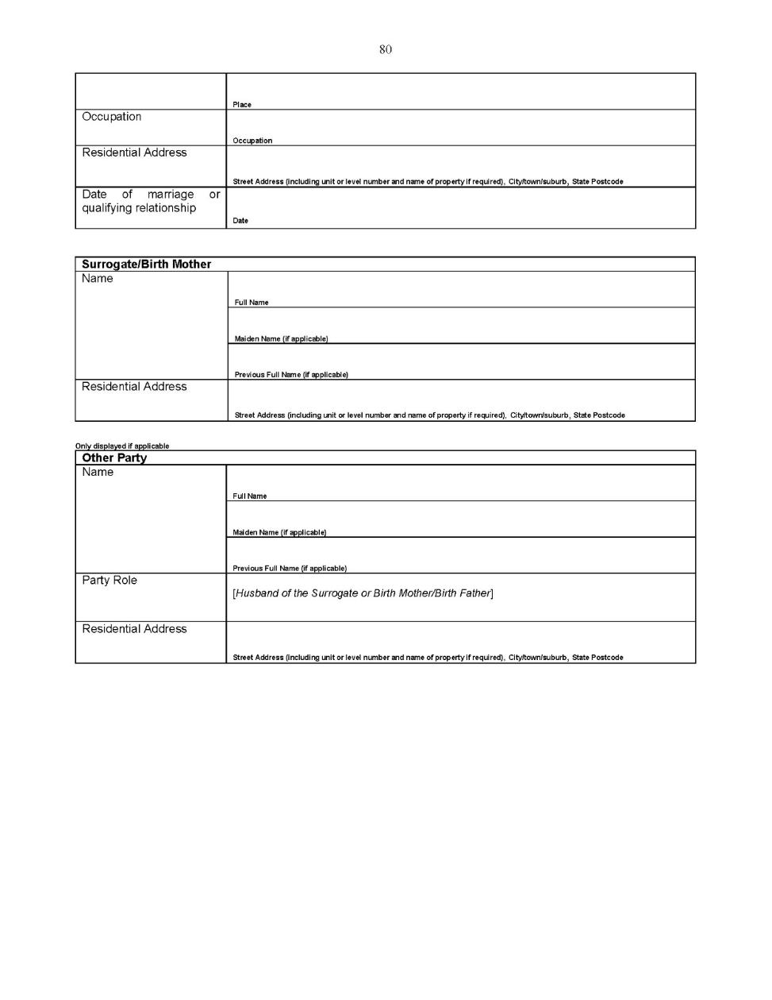 80
Place
Occupation
Occupation
Residential Address
Street Address (including unit or level number and name of property if required), City/town/suburb, State Postcode
Date of marriage or
qualifying relationship
Date
Surrogate/Birth Mother
Name
Full Name
Maiden Name (if applicable)
Previous Full Name (if applicable)
Residential Address
Street Address (including unit or level number and name of property if required), City/town/suburb, State Postcode
Only displayed if applicable
Other Party
Name
Full Name
Maiden Name (if applicable)
Previous Full Name (if applicable)
Party Role
[Husband of the Surrogate or Birth Mother/Birth Father]
Residential Address
Street Address (including unit or level number and name of property if required), City/town/suburb, State Postcode